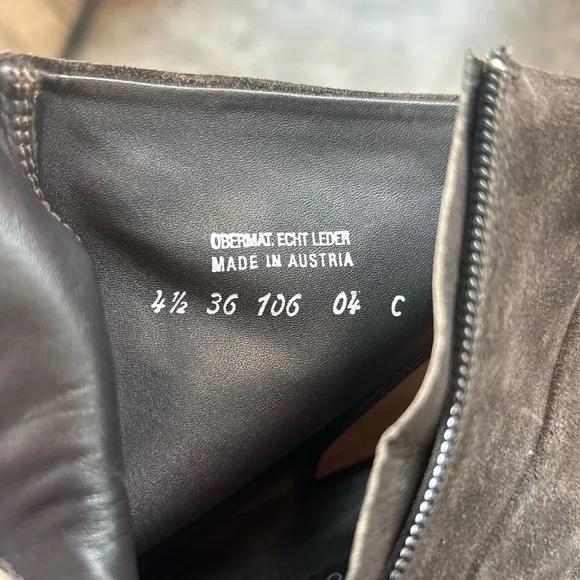 OBERMAT. ECHT LEDER
MADE IN AUSTRIA
4½ 36 106 04 C